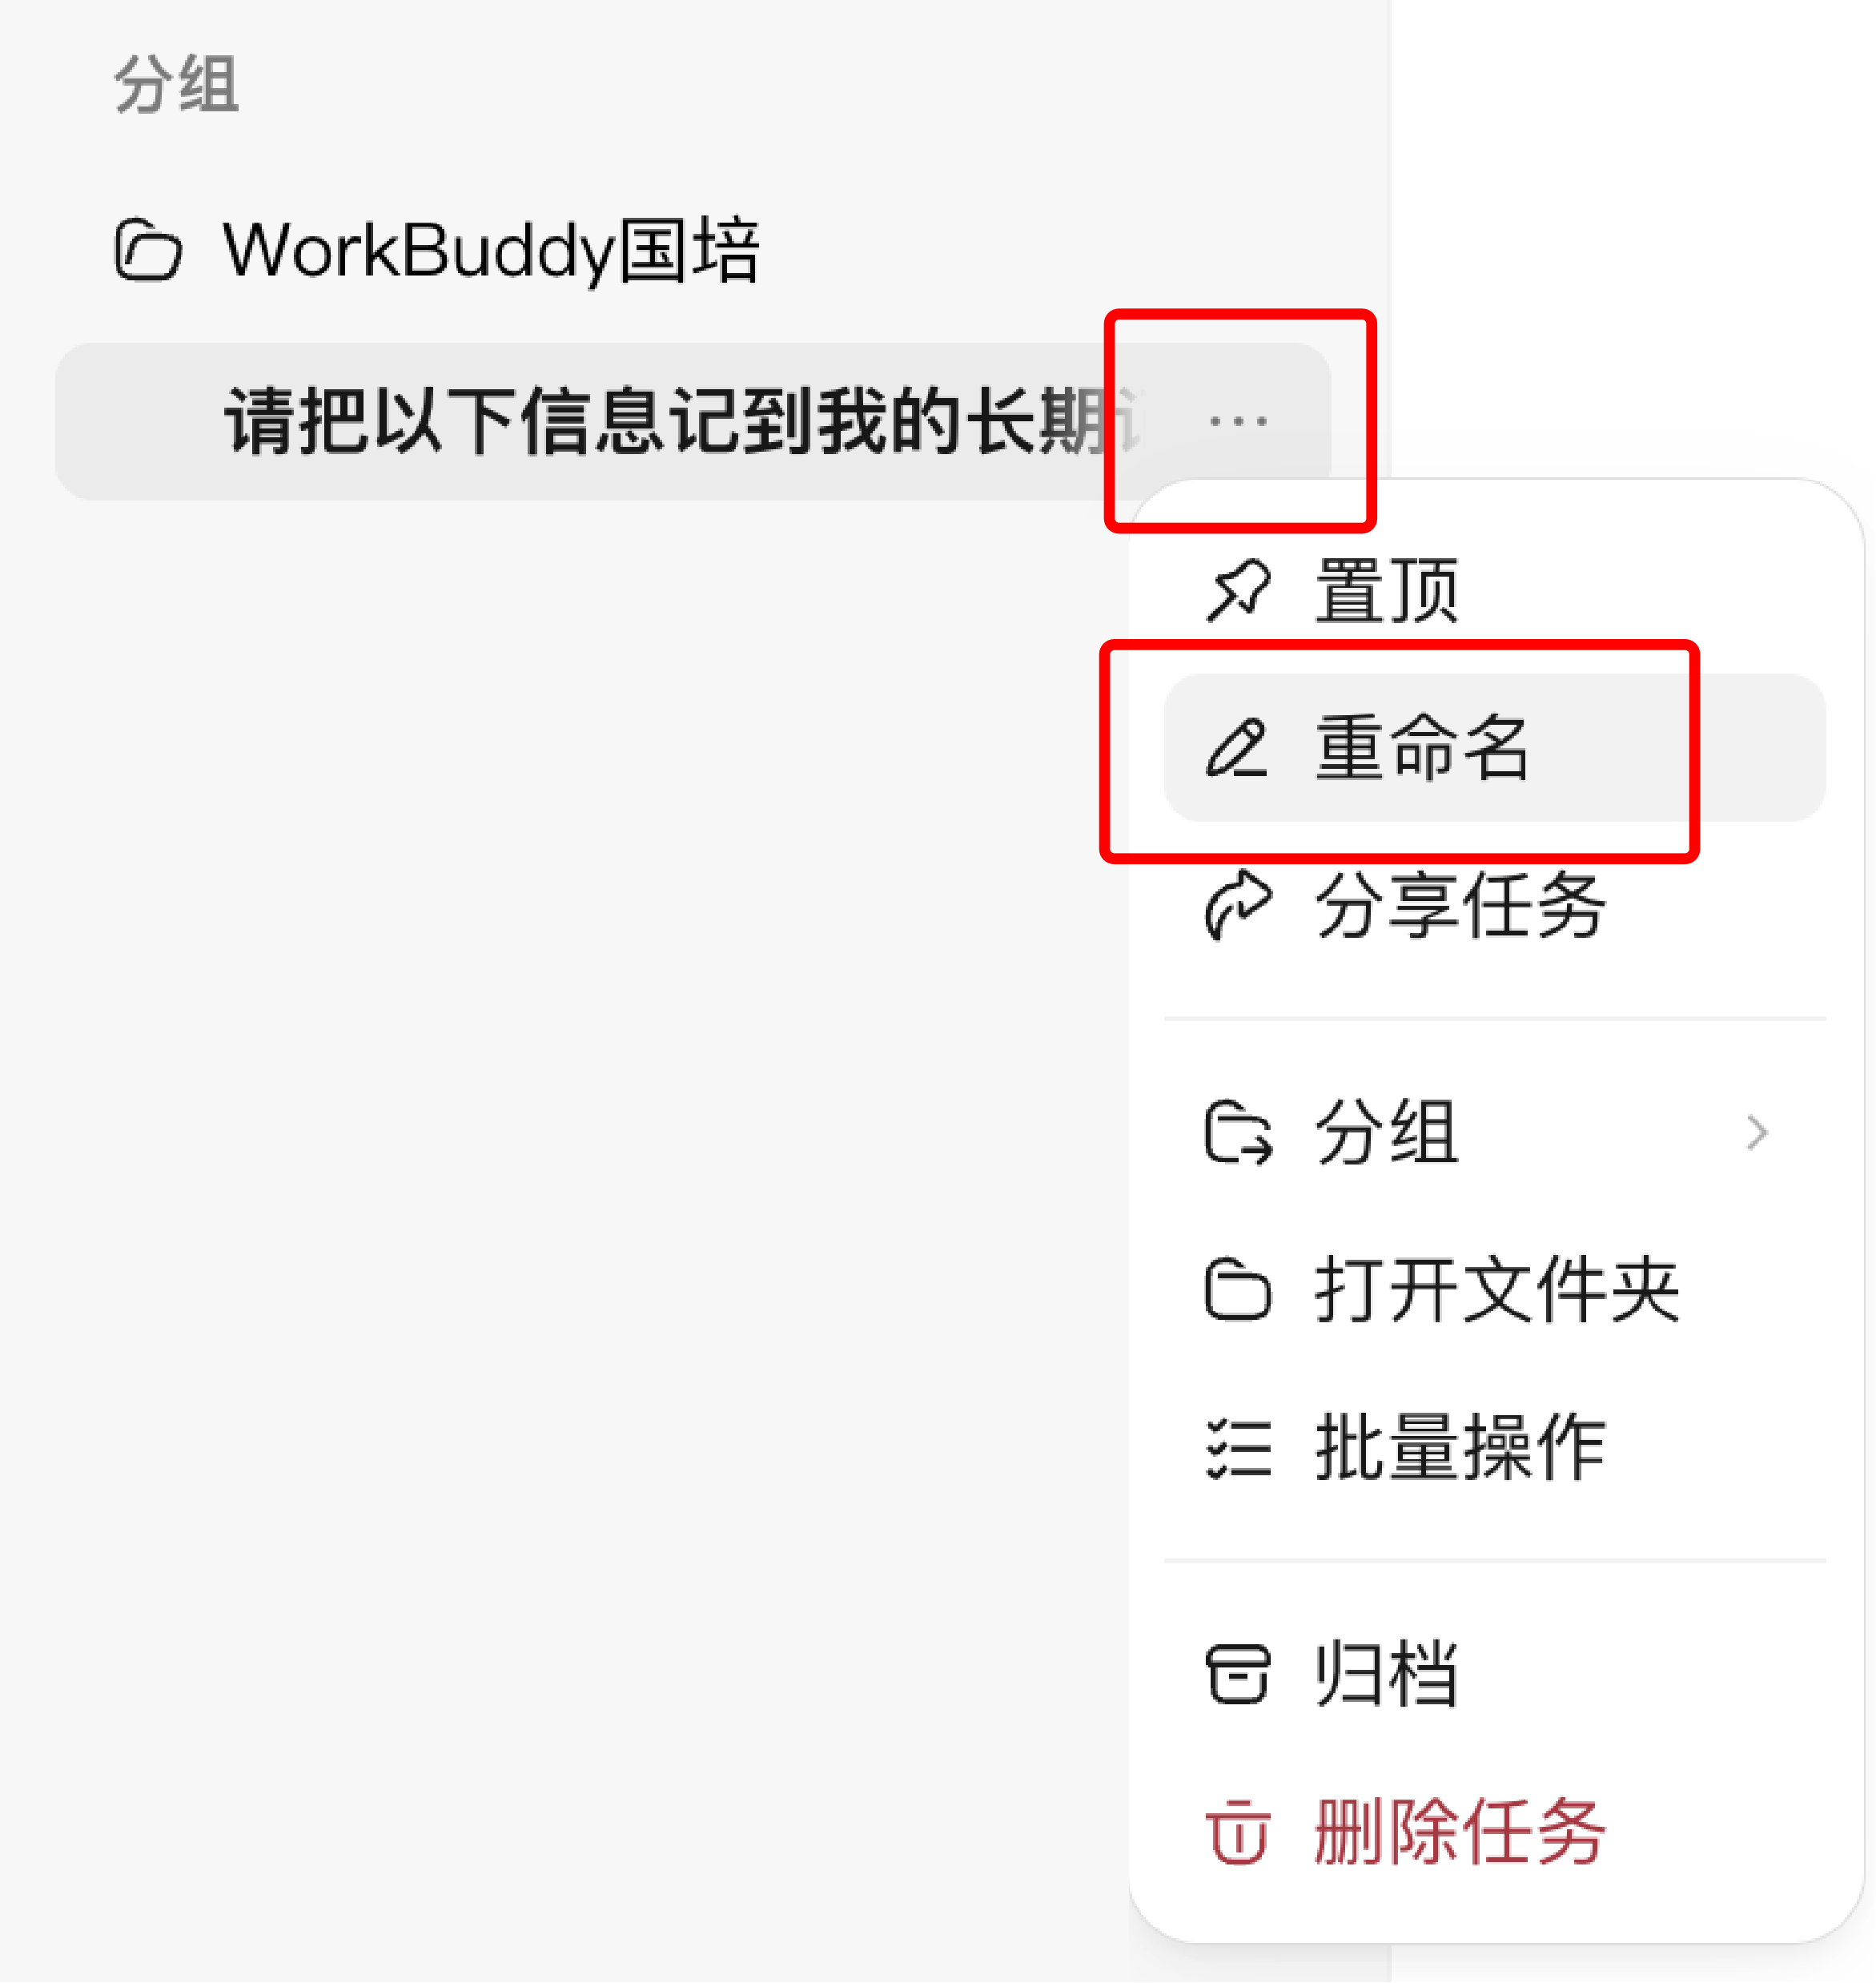 分组
WorkBuddy国培
请把以下信息记到我的长期
置顶
重命名
分享任务
分组
打开文件夹
批量操作
归档
删除任务